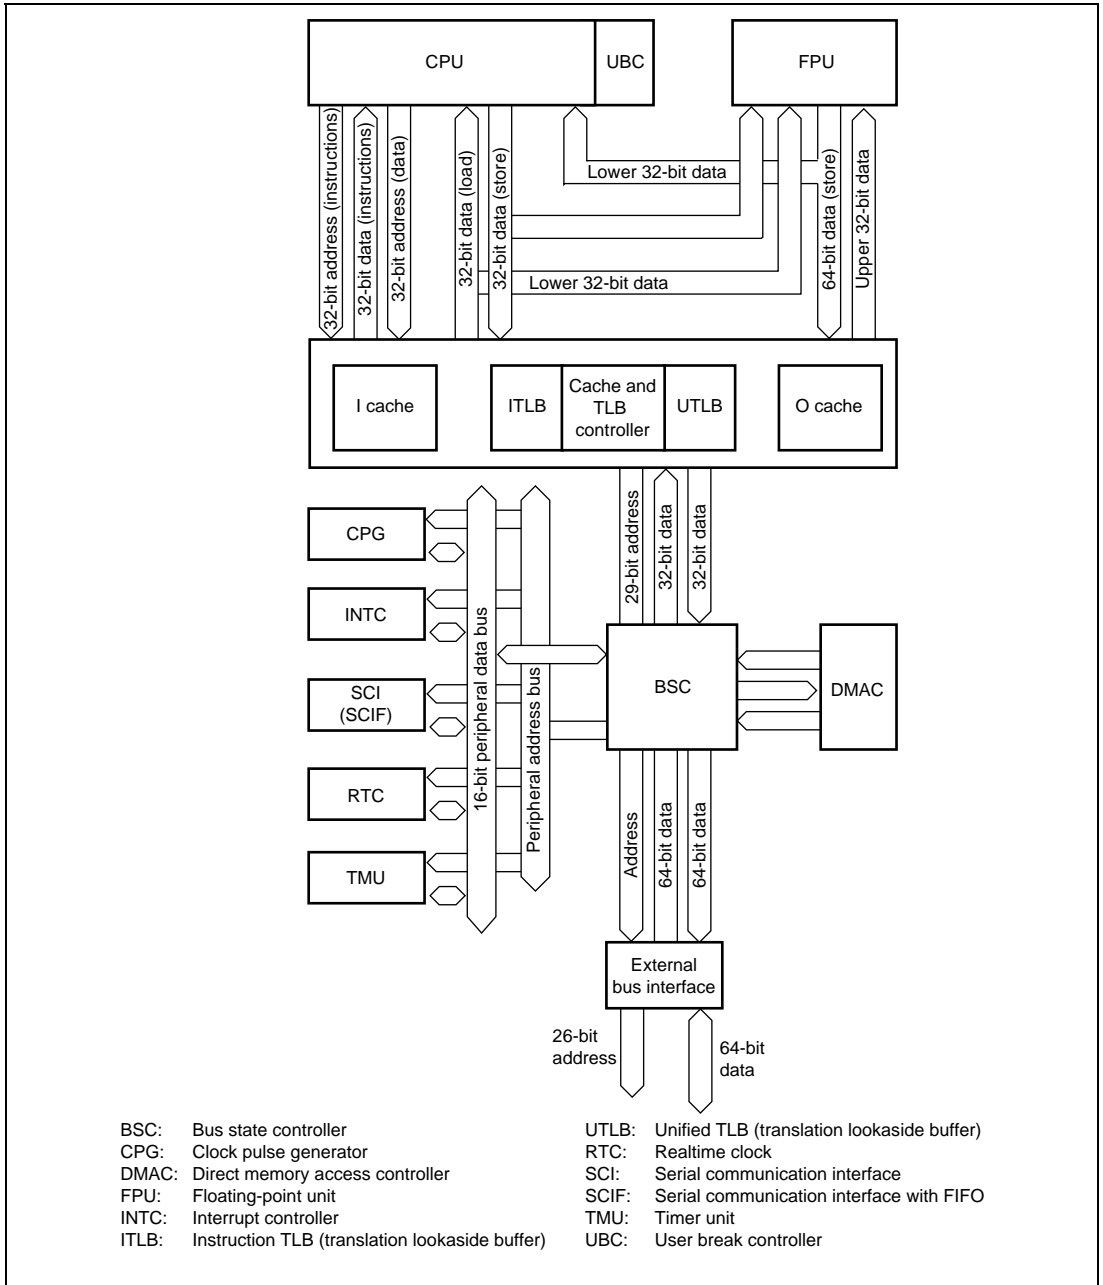 CPU
UBC
FPU
32-bit address (instructions)
32-bit data (instructions)
32-bit address (data)
32-bit data (load)
32-bit data (store)
Lower 32-bit data
Lower 32-bit data
64-bit data (store)
Upper 32-bit data
I cache
ITLB
Cache and
TLB
controller
UTLB
O cache
CPG
INTC
SCI
(SCIF)
RTC
TMU
16-bit peripheral data bus
Peripheral address bus
29-bit address
32-bit data
32-bit data
BSC
DMAC
Address
64-bit data
64-bit data
External
bus interface
26-bit
address
64-bit
data
BSC: Bus state controller
CPG: Clock pulse generator
DMAC: Direct memory access controller
FPU: Floating-point unit
INTC: Interrupt controller
ITLB: Instruction TLB (translation lookaside buffer)
UTLB: Unified TLB (translation lookaside buffer)
RTC: Realtime clock
SCI: Serial communication interface
SCIF: Serial communication interface with FIFO
TMU: Timer unit
UBC: User break controller